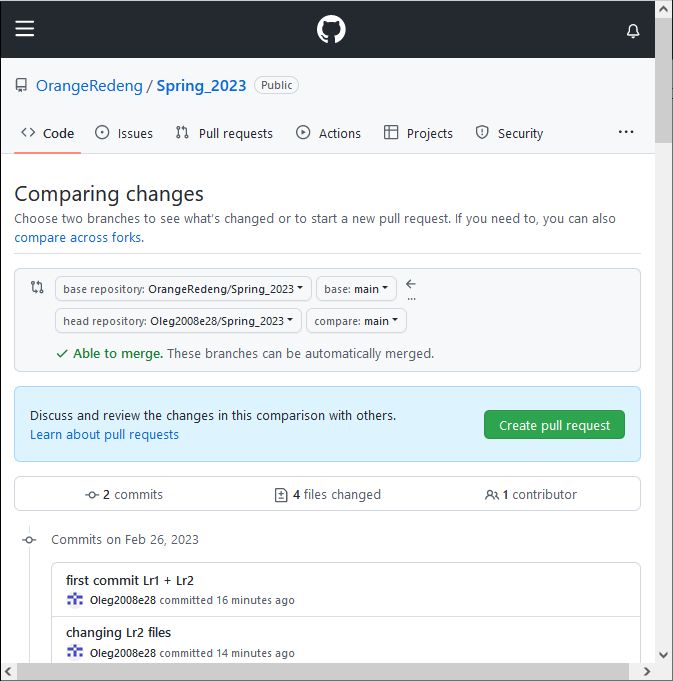 OrangeRedeng / Spring_2023 Public
Code Issues Pull requests Actions Projects Security ...
Comparing changes
Choose two branches to see what's changed or to start a new pull request. If you need to, you can also
compare across forks.
base repository: OrangeRedeng/Spring_2023 base: main ← ...
head repository: Oleg2008e28/Spring_2023 compare: main
Able to merge. These branches can be automatically merged.
Discuss and review the changes in this comparison with others.
Learn about pull requests
Create pull request
2 commits 4 files changed 1 contributor
Commits on Feb 26, 2023
first commit Lr1 + Lr2
Oleg2008e28 committed 16 minutes ago
changing Lr2 files
Oleg2008e28 committed 14 minutes ago